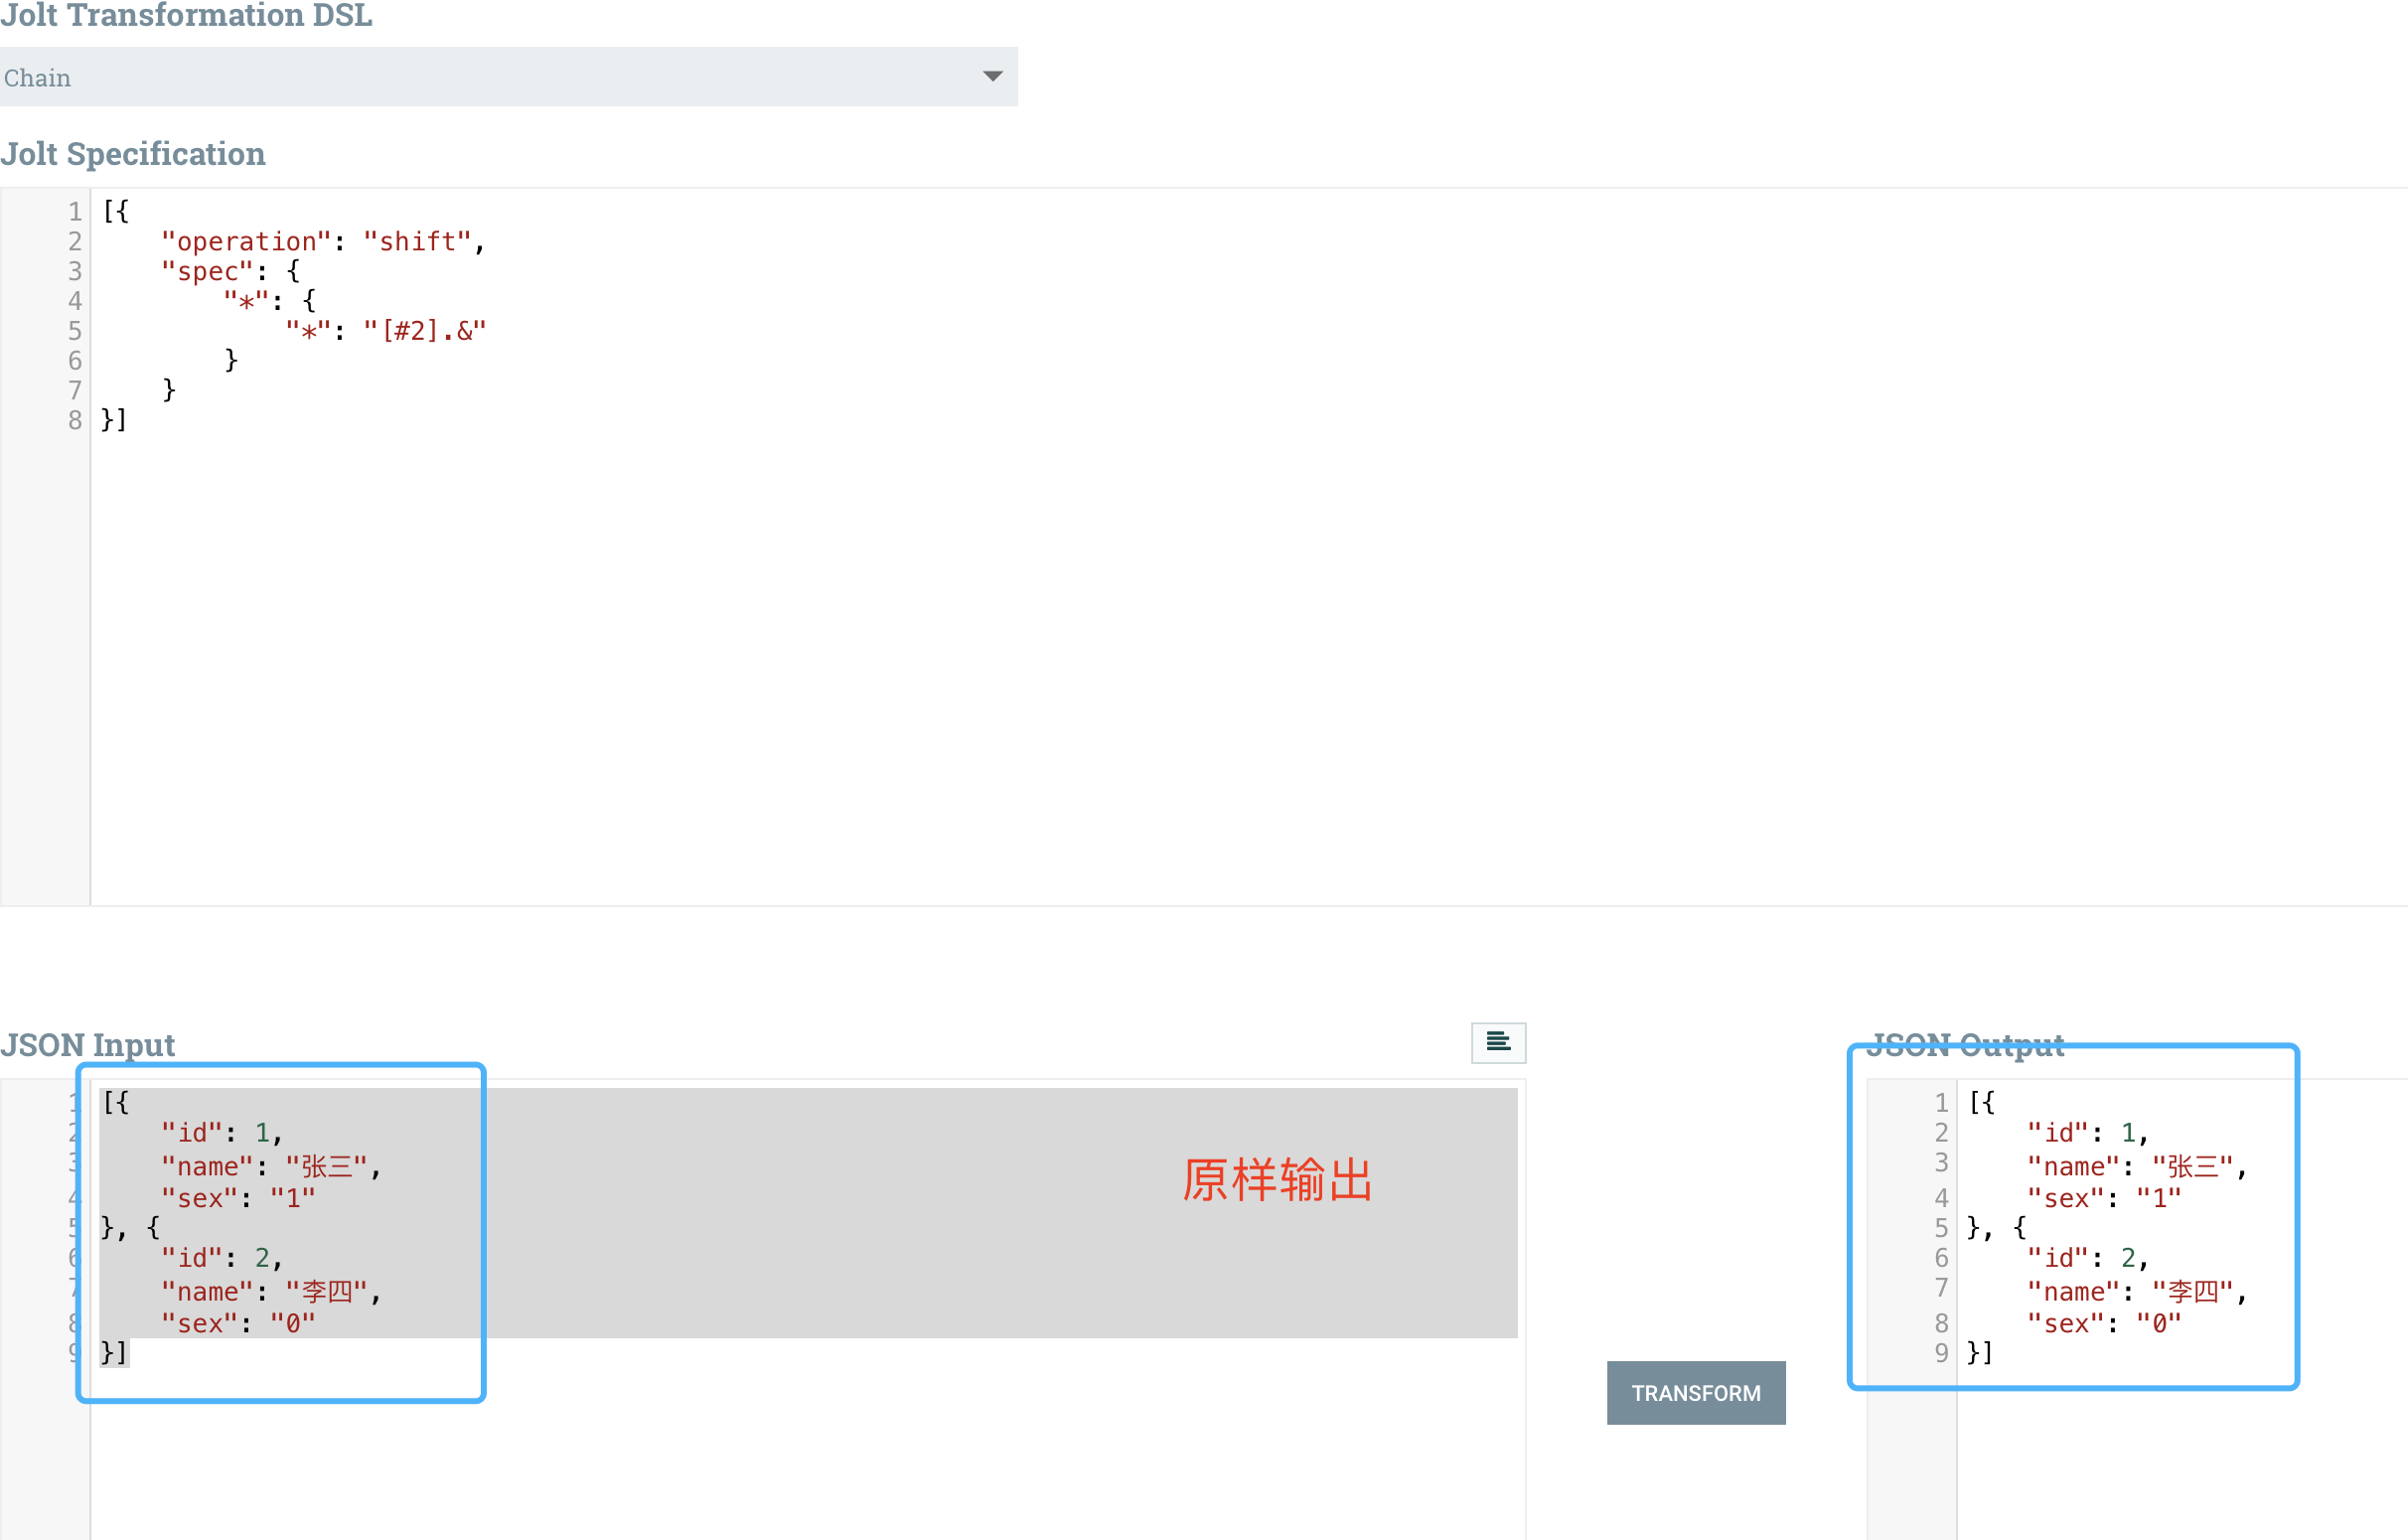 Jolt Transformation DSL
Chain
Jolt Specification
1 [{
2     "operation": "shift",
3     "spec": {
4         "*": {
5             "*": "[#2].&"
6         }
7     }
8 }]
JSON Input
1 [{
2     "id": 1,
3     "name": "张三",
4     "sex": "1"
5 }, {
6     "id": 2,
7     "name": "李四",
8     "sex": "0"
9 }]
原样输出
TRANSFORM
JSON Output
1 [{
2     "id": 1,
3     "name": "张三",
4     "sex": "1"
5 }, {
6     "id": 2,
7     "name": "李四",
8     "sex": "0"
9 }]